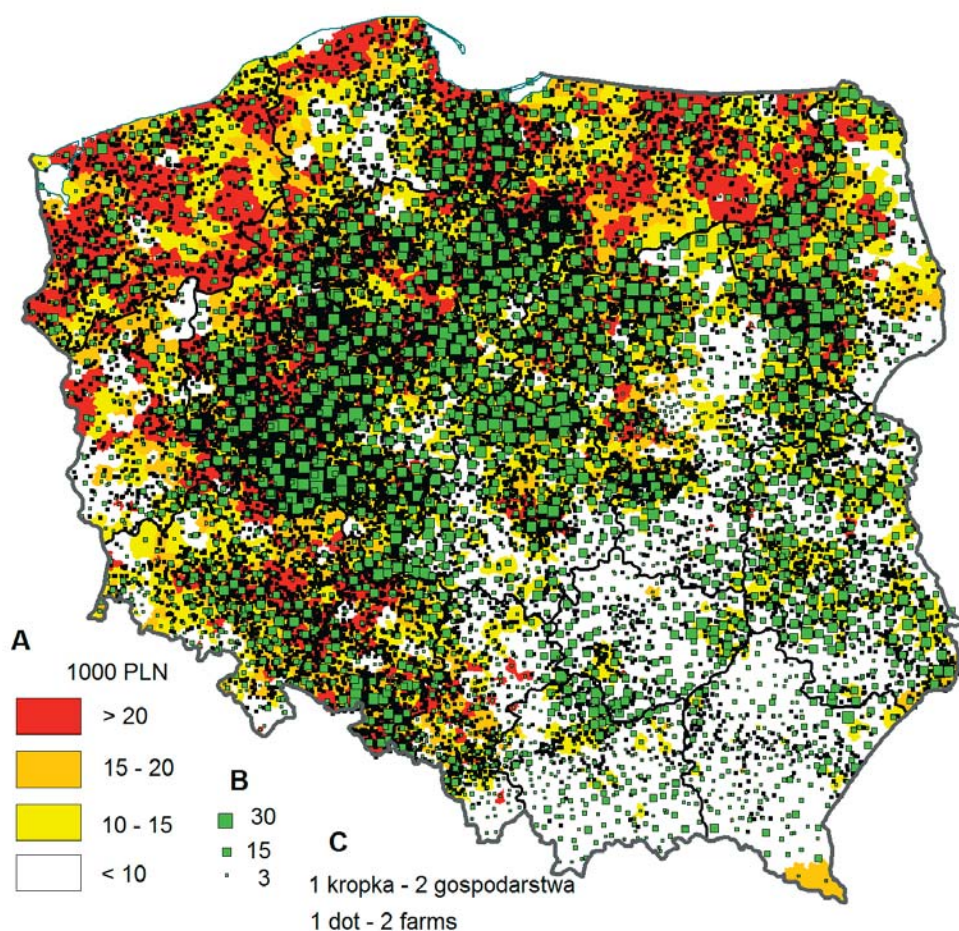 A
1000 PLN
> 20
15 - 20
10 - 15
< 10
B
30
15
3
C
1 kropka - 2 gospodarstwa
1 dot - 2 farms